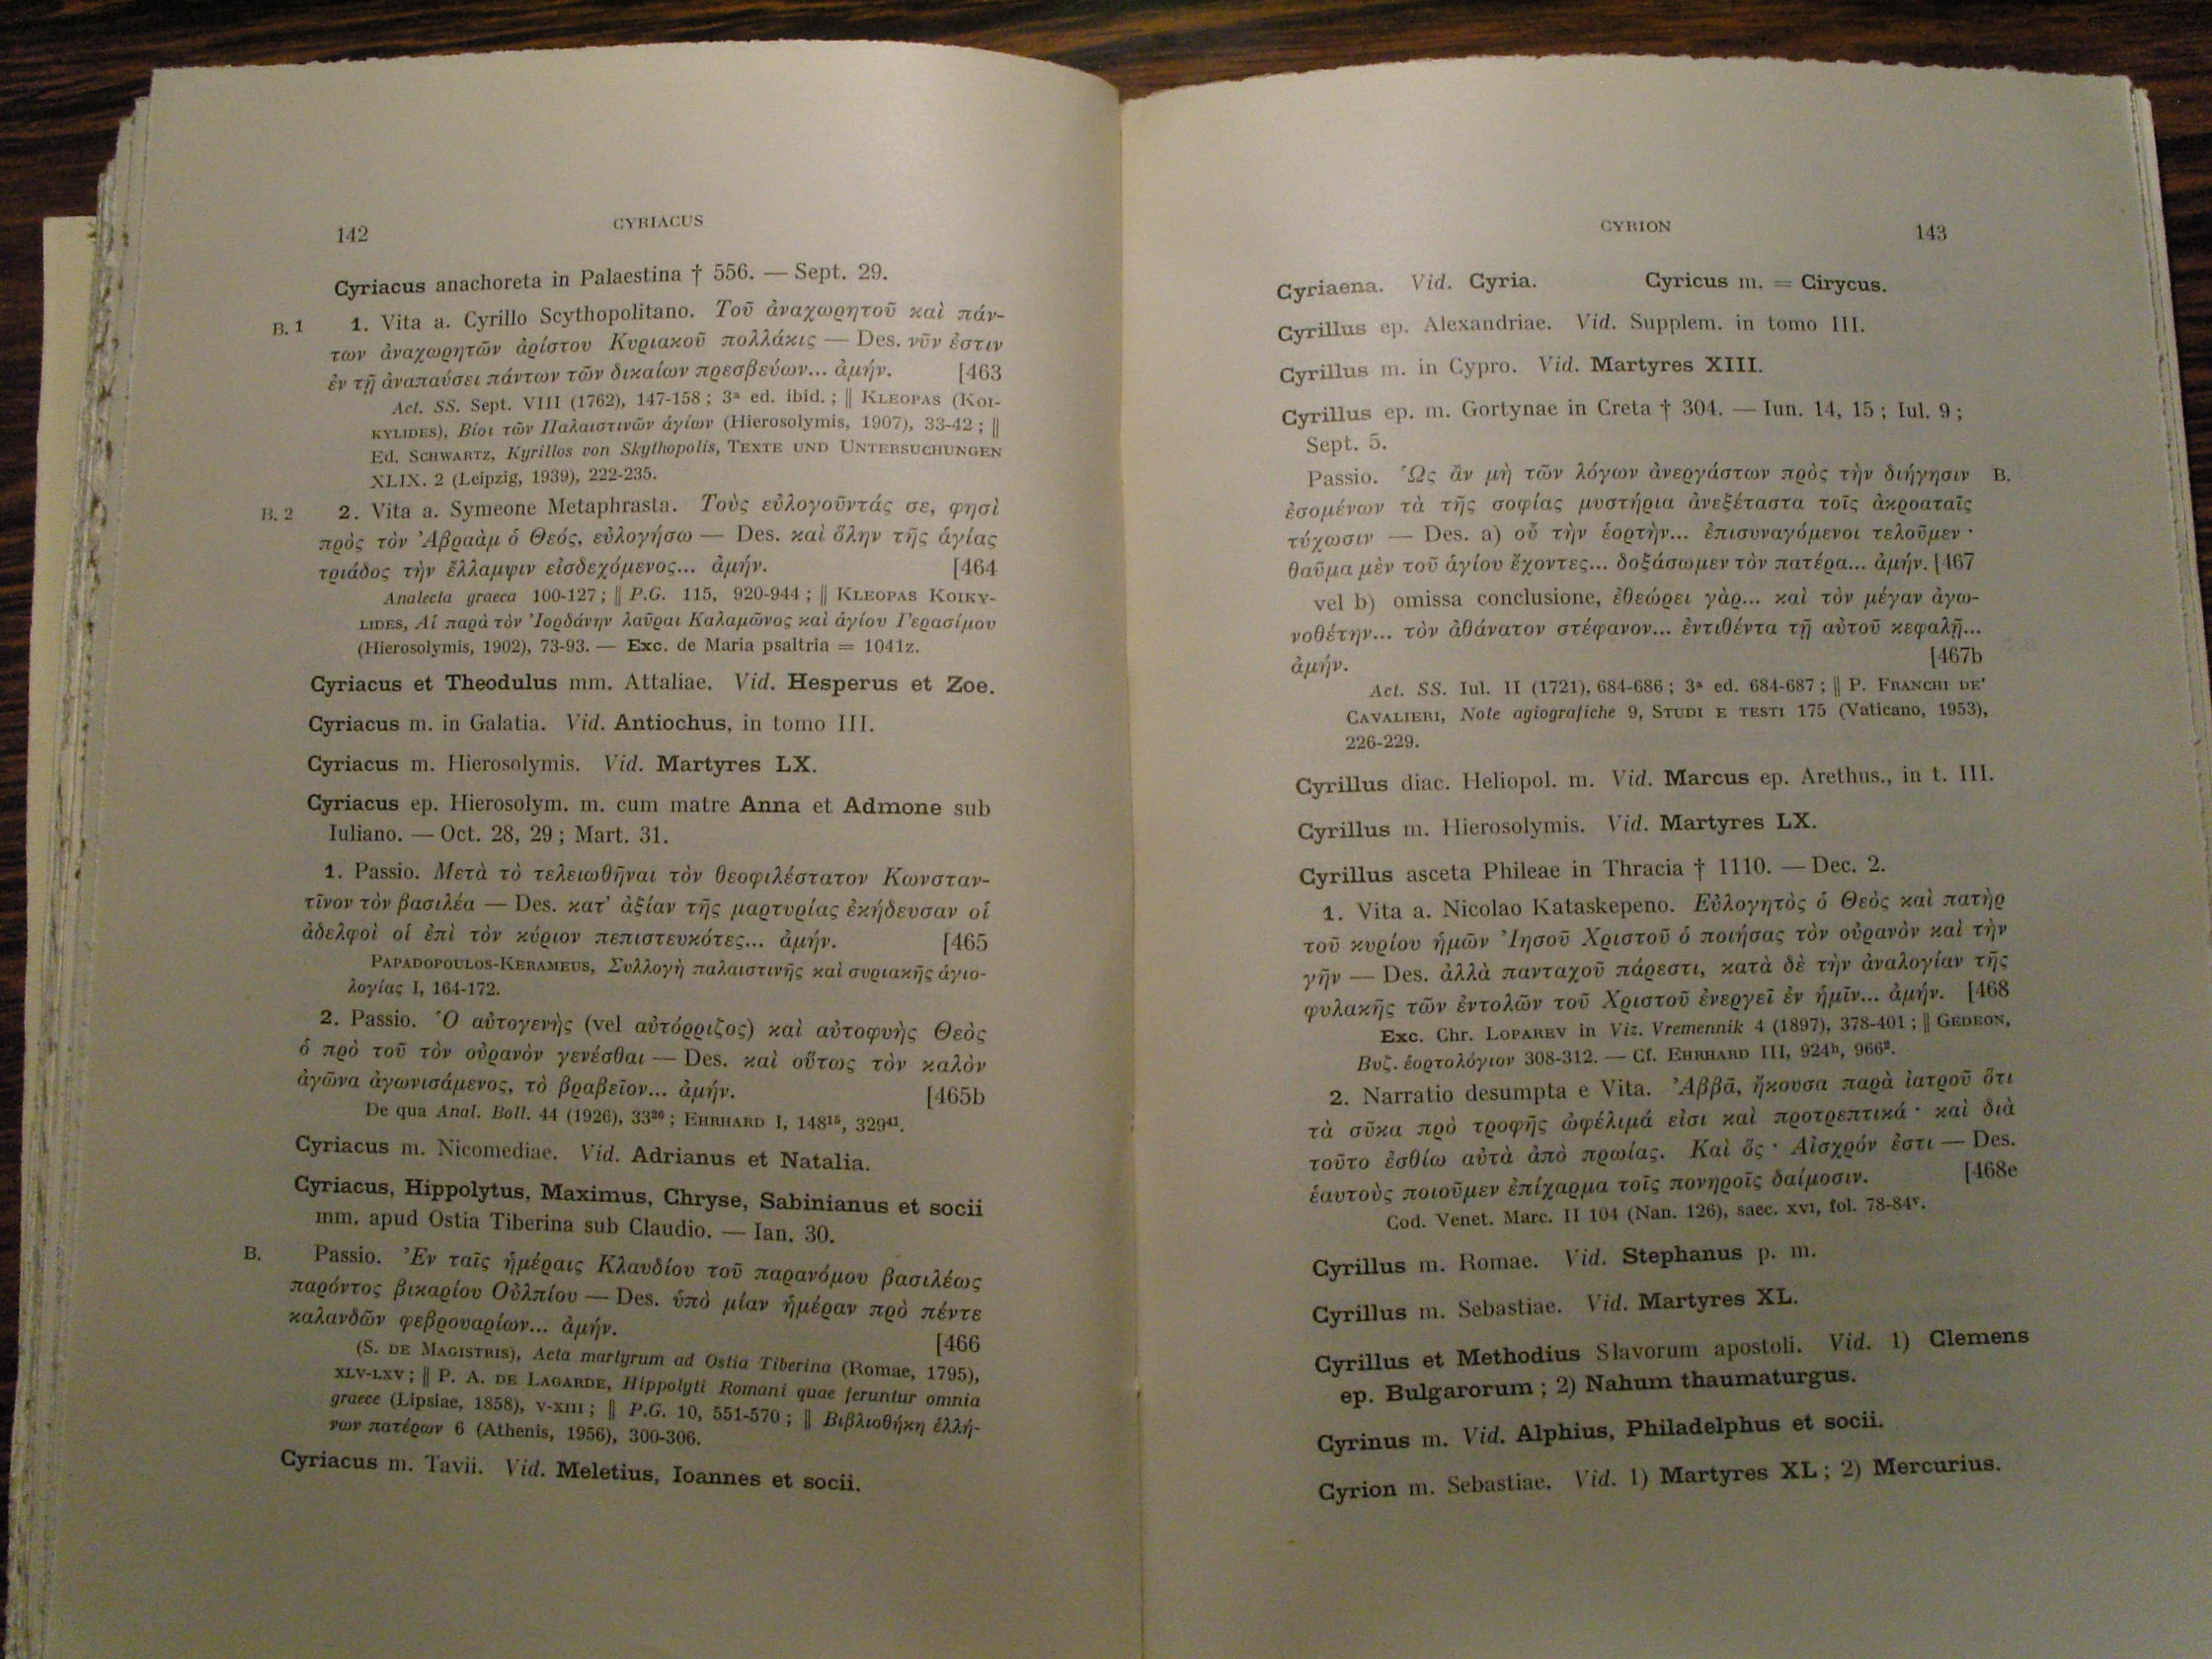 142
CYRIACUS
Cyriacus anachoreta in Palaestina † 556. — Sept. 29.
B. 1 1. Vita a. Cyrillo Scythopolitano. Τοῦ ἀναχωρητοῦ καὶ πάν-
των ἀναχωρητῶν ἀρίστου Κυριακοῦ πολλάκις — Des. νῦν ἐστιν
ἐν τῇ ἀναπαύσει πάντων τῶν δικαίων πρεσβεύων... ἀμήν. [463
Act. SS. Sept. VIII (1762), 147-158 ; 3ª ed. ibid. ; || KLEOPAS (KOI-
KYLIDES), Βίοι τῶν Παλαιστινῶν ἁγίων (Hierosolymis, 1907), 33-42 ; ||
Ed. SCHWARTZ, Kyrillos von Skythopolis, TEXTE UND UNTERSUCHUNGEN
XLIX. 2 (Leipzig, 1939), 222-235.
B. 2 2. Vita a. Symeone Metaphrasta. Τοὺς εὐλογοῦντάς σε, φησὶ
πρὸς τὸν Ἀβραὰμ ὁ Θεός, εὐλογήσω — Des. καὶ ὅλην τῆς ἁγίας
τριάδος τὴν ἔλλαμψιν εἰσδεχόμενος... ἀμήν. [464
Analecta graeca 100-127 ; || P.G. 115, 920-944 ; || KLEOPAS KOIKY-
LIDES, Αἱ παρὰ τὸν Ἰορδάνην λαῦραι Καλαμῶνος καὶ ἁγίου Γερασίμου
(Hierosolymis, 1902), 73-93. — Exc. de Maria psaltria = 1041z.
Cyriacus et Theodulus mm. Attaliae. Vid. Hesperus et Zoe.
Cyriacus m. in Galatia. Vid. Antiochus, in tomo III.
Cyriacus m. Hierosolymis. Vid. Martyres LX.
Cyriacus ep. Hierosolym. m. cum matre Anna et Admone sub
Iuliano. — Oct. 28, 29 ; Mart. 31.
1. Passio. Μετὰ τὸ τελειωθῆναι τὸν θεοφιλέστατον Κωνσταν-
τῖνον τὸν βασιλέα — Des. κατ' ἀξίαν τῆς μαρτυρίας ἐκήδευσαν οἱ
ἀδελφοὶ οἱ ἐπὶ τὸν κύριον πεπιστευκότες... ἀμήν. [465
PAPADOPOULOS-KERAMEUS, Συλλογὴ παλαιστινῆς καὶ συριακῆς ἁγιο-
λογίας I, 164-172.
2. Passio. Ὁ αὐτογενὴς (vel αὐτόρριζος) καὶ αὐτοφυὴς Θεὸς
ὁ πρὸ τοῦ τὸν οὐρανὸν γενέσθαι — Des. καὶ οὕτως τὸν καλὸν
ἀγῶνα ἀγωνισάμενος, τὸ βραβεῖον... ἀμήν. [465b
De qua Anal. Boll. 44 (1926), 33²⁶ ; EHRHARD I, 148¹⁵, 329⁴¹.
Cyriacus m. Nicomediae. Vid. Adrianus et Natalia.
Cyriacus, Hippolytus, Maximus, Chryse, Sabinianus et socii
mm. apud Ostia Tiberina sub Claudio. — Ian. 30.
B. Passio. Ἐν ταῖς ἡμέραις Κλαυδίου τοῦ παρανόμου βασιλέως
παρόντος βικαρίου Οὐλπίου — Des. ὑπὸ μίαν ἡμέραν πρὸ πέντε
καλανδῶν φεβρουαρίων... ἀμήν. [466
(S. DE MAGISTRIS), Acta martyrum ad Ostia Tiberina (Romae, 1795),
XLV-LXV ; || P. A. DE LAGARDE, Hippolyti Romani quae feruntur omnia
graece (Lipsiae, 1858), V-XIII ; || P.G. 10, 551-570 ; || Βιβλιοθήκη ἑλλή-
νων πατέρων 6 (Athenis, 1956), 300-306.
Cyriacus m. Tavii. Vid. Meletius, Ioannes et socii.
CYRION
143
Cyriaena. Vid. Cyria. Cyricus m. = Cirycus.
Cyrillus ep. Alexandriae. Vid. Supplem. in tomo III.
Cyrillus m. in Cypro. Vid. Martyres XIII.
Cyrillus ep. m. Gortynae in Creta † 304. — Iun. 14, 15 ; Iul. 9 ;
Sept. 5.
Passio. Ὡς ἂν μὴ τῶν λόγων ἀνεργάστων πρὸς τὴν διήγησιν B.
ἐσομένων τὰ τῆς σοφίας μυστήρια ἀνεξέταστα τοῖς ἀκροαταῖς
τύχωσιν — Des. a) οὗ τὴν ἑορτὴν... ἐπισυναγόμενοι τελοῦμεν ·
θαῦμα μὲν τοῦ ἁγίου ἔχοντες... δοξάσωμεν τὸν πατέρα... ἀμήν. [467
vel b) omissa conclusione, ἐθεώρει γὰρ... καὶ τὸν μέγαν ἀγω-
νοθέτην... τὸν ἀθάνατον στέφανον... ἐντιθέντα τῇ αὐτοῦ κεφαλῇ...
ἀμήν. [467b
Act. SS. Iul. II (1721), 684-686 ; 3ª ed. 684-687 ; || P. FRANCHI DE'
CAVALIERI, Note agiografiche 9, STUDI E TESTI 175 (Vaticano, 1953),
226-229.
Cyrillus diac. Heliopol. m. Vid. Marcus ep. Arethus., in t. III.
Cyrillus m. Hierosolymis. Vid. Martyres LX.
Cyrillus asceta Phileae in Thracia † 1110. — Dec. 2.
1. Vita a. Nicolao Kataskepeno. Εὐλογητὸς ὁ Θεὸς καὶ πατὴρ
τοῦ κυρίου ἡμῶν Ἰησοῦ Χριστοῦ ὁ ποιήσας τὸν οὐρανὸν καὶ τὴν
γῆν — Des. ἀλλὰ πανταχοῦ πάρεστι, κατὰ δὲ τὴν ἀναλογίαν τῆς
φυλακῆς τῶν ἐντολῶν τοῦ Χριστοῦ ἐνεργεῖ ἐν ἡμῖν... ἀμήν. [468
Exc. Chr. LOPAREV in Viz. Vremennik 4 (1897), 378-401 ; || GEDEON,
Βυζ. ἑορτολόγιον 308-312. — Cf. EHRHARD III, 924ʰ, 966².
2. Narratio desumpta e Vita. Ἀββᾶ, ἤκουσα παρὰ ἰατροῦ ὅτι
τὰ σῦκα πρὸ τροφῆς ὠφέλιμά εἰσι καὶ προτρεπτικά · καὶ διὰ
τοῦτο ἐσθίω αὐτὰ ἀπὸ πρωίας. Καὶ ὅς · Αἰσχρόν ἐστι — Des.
ἑαυτοὺς ποιοῦμεν ἐπίχαρμα τοῖς πονηροῖς δαίμοσιν. [468e
Cod. Venet. Marc. II 104 (Nan. 126), saec. XVI, fol. 78-84ᵛ.
Cyrillus m. Romae. Vid. Stephanus p. m.
Cyrillus m. Sebastiae. Vid. Martyres XL.
Cyrillus et Methodius Slavorum apostoli. Vid. 1) Clemens
ep. Bulgarorum ; 2) Nahum thaumaturgus.
Cyrinus m. Vid. Alphius, Philadelphus et socii.
Cyrion m. Sebastiae. Vid. 1) Martyres XL ; 2) Mercurius.